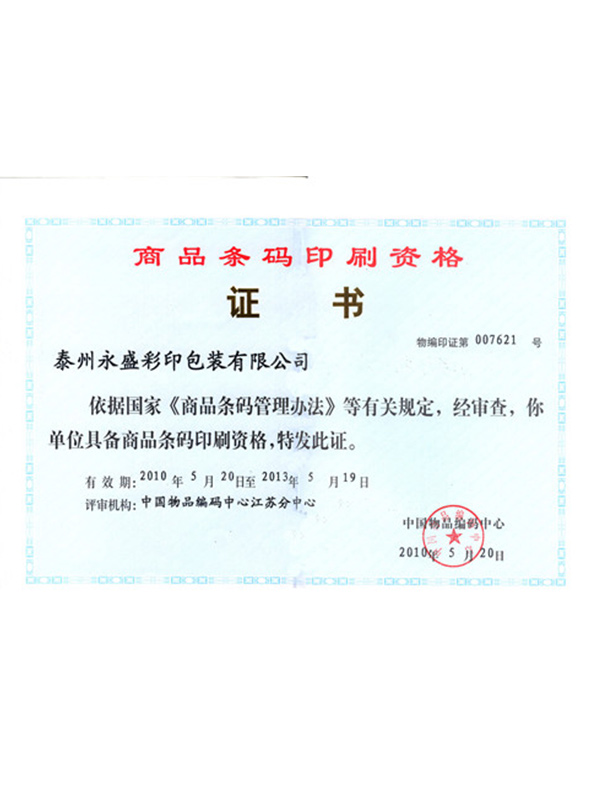 商品条码印刷资格
证 书
物编印证第 007621 号
泰州永盛彩印包装有限公司
依据国家《商品条码管理办法》等有关规定，经审查，你
单位具备商品条码印刷资格，特发此证。
有 效 期：2010 年 5 月 20日至 2013年 5 月 19日
评审机构：中国物品编码中心江苏分中心
中国物品编码中心
2010年 5 月 20日